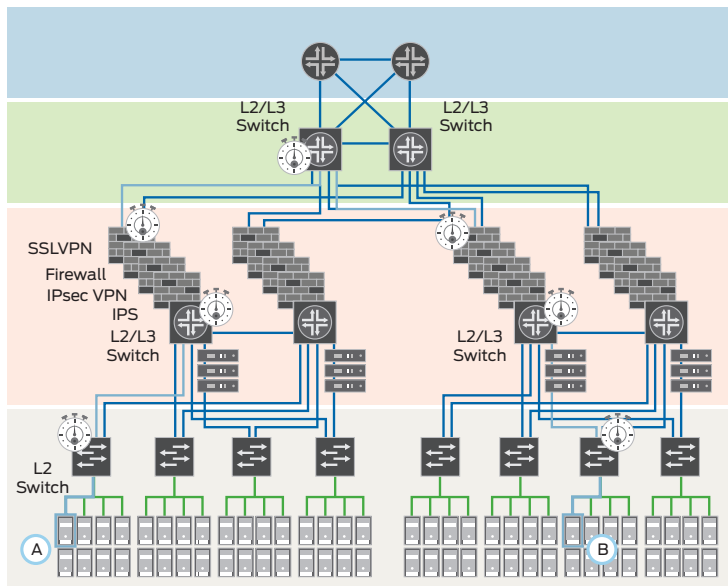 L2/L3
Switch
L2/L3
Switch
SSLVPN
Firewall
IPsec VPN
IPS
L2/L3
Switch
L2/L3
Switch
L2
Switch
A
B